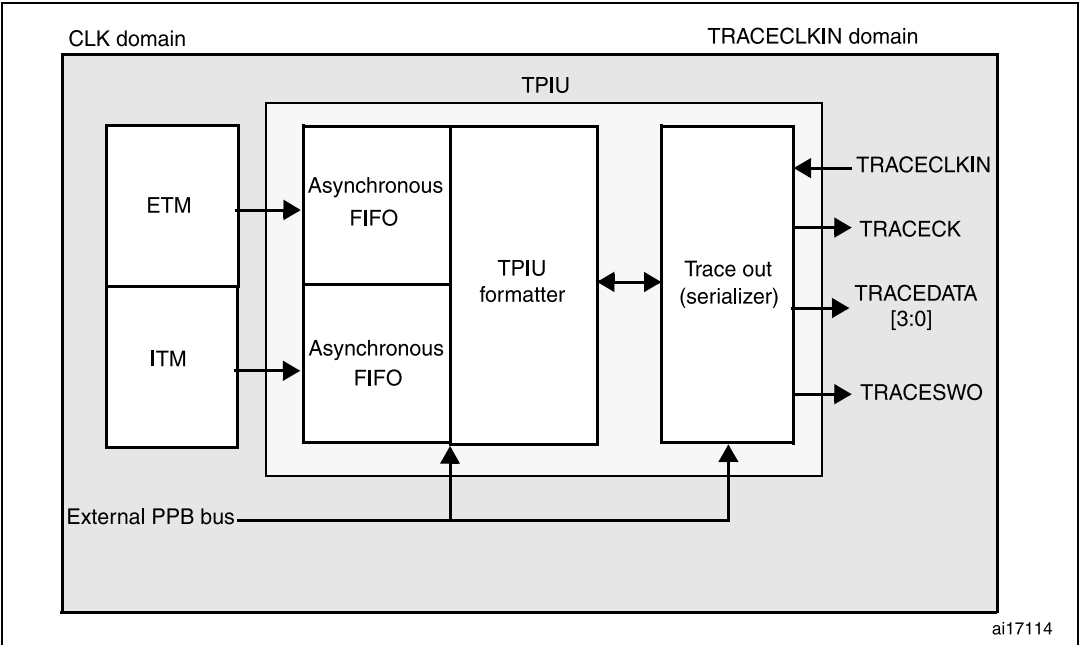 CLK domain
TRACECLKIN domain
TPIU
ETM
Asynchronous
FIFO
TPIU
formatter
Trace out
(serializer)
TRACECLKIN
TRACECK
TRACEDATA
[3:0]
ITM
Asynchronous
FIFO
TRACESWO
External PPB bus
ai17114